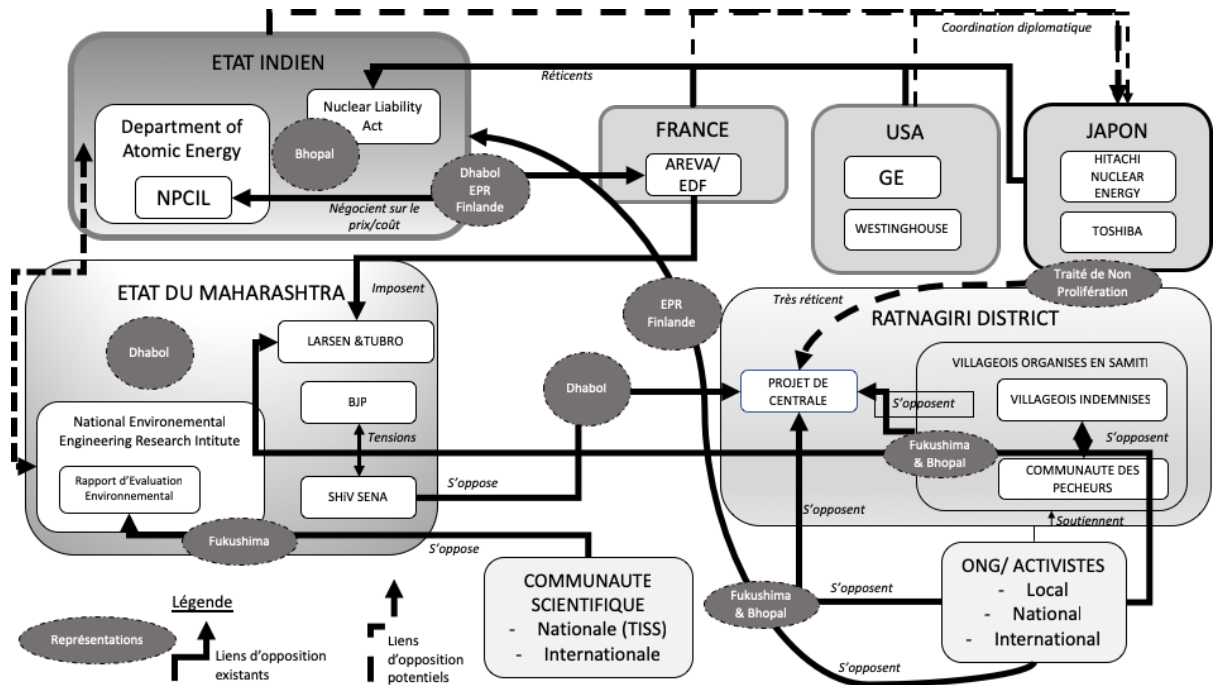 Coordination diplomatique
ETAT INDIEN
Réticents
Nuclear Liability
Act
Department of
Atomic Energy
Bhopal
NPCIL
Négocient sur le
prix/coût
Dhabol
EPR
Finlande
FRANCE
AREVA/
EDF
USA
GE
WESTINGHOUSE
JAPON
HITACHI
NUCLEAR
ENERGY
TOSHIBA
Traité de Non
Prolifération
ETAT DU MAHARASHTRA
Imposent
Dhabol
LARSEN &TUBRO
BJP
Tensions
SHiV SENA
National Environemental
Engineering Research Intitute
Rapport d'Evaluation
Environnemental
Fukushima
S'oppose
S'oppose
Dhabol
EPR
Finlande
Très réticent
RATNAGIRI DISTRICT
VILLAGEOIS ORGANISES EN SAMITI
PROJET DE
CENTRALE
S'opposent
VILLAGEOIS INDEMNISES
S'opposent
Fukushima
& Bhopal
COMMUNAUTE DES
PECHEURS
S'opposent
Soutiennent
COMMUNAUTE
SCIENTIFIQUE
- Nationale (TISS)
- Internationale
Fukushima
& Bhopal
S'opposent
ONG/ ACTIVISTES
- Local
- National
- International
S'opposent
Légende
Représentations
Liens d'opposition
existants
Liens
d'opposition
potentiels